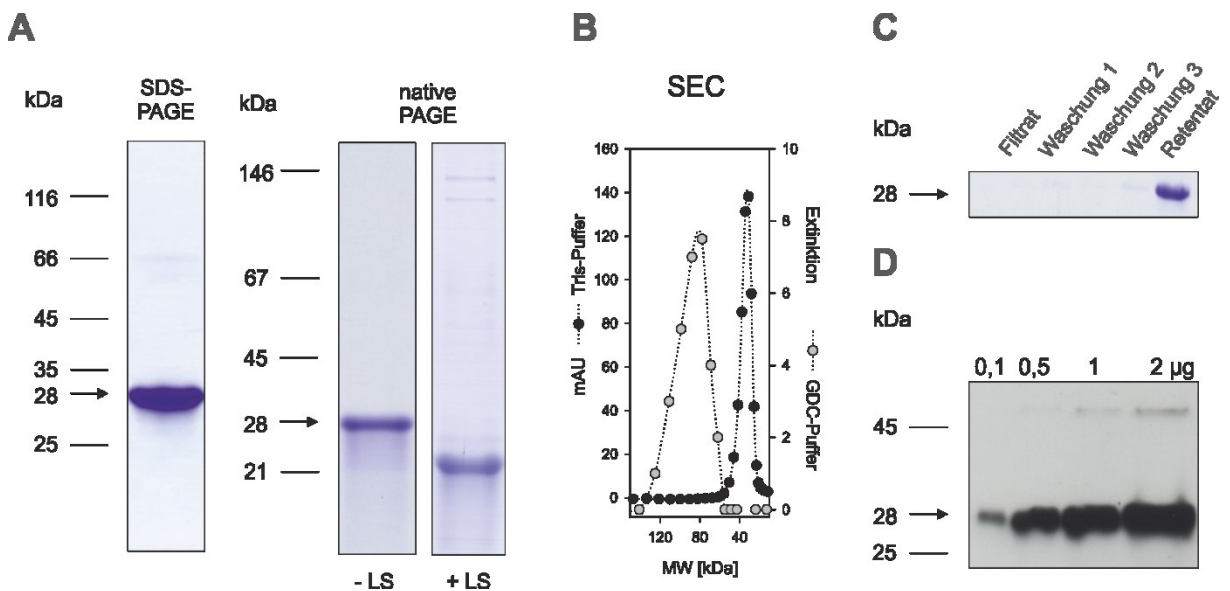 A
SDS-
PAGE
kDa
116
66
45
35
28
25
native
PAGE
kDa
146
67
45
28
21
- LS
+ LS
B
SEC
mAU
Tris-Puffer
160
140
120
100
80
60
40
20
0
120
80
40
MW [kDa]
10
8
6
4
2
0
Extinktion
GDC-Puffer
C
kDa
Filtrat
Waschung 1
Waschung 2
Waschung 3
Retentat
28
D
kDa
0,1
0,5
1
2 µg
45
28
25